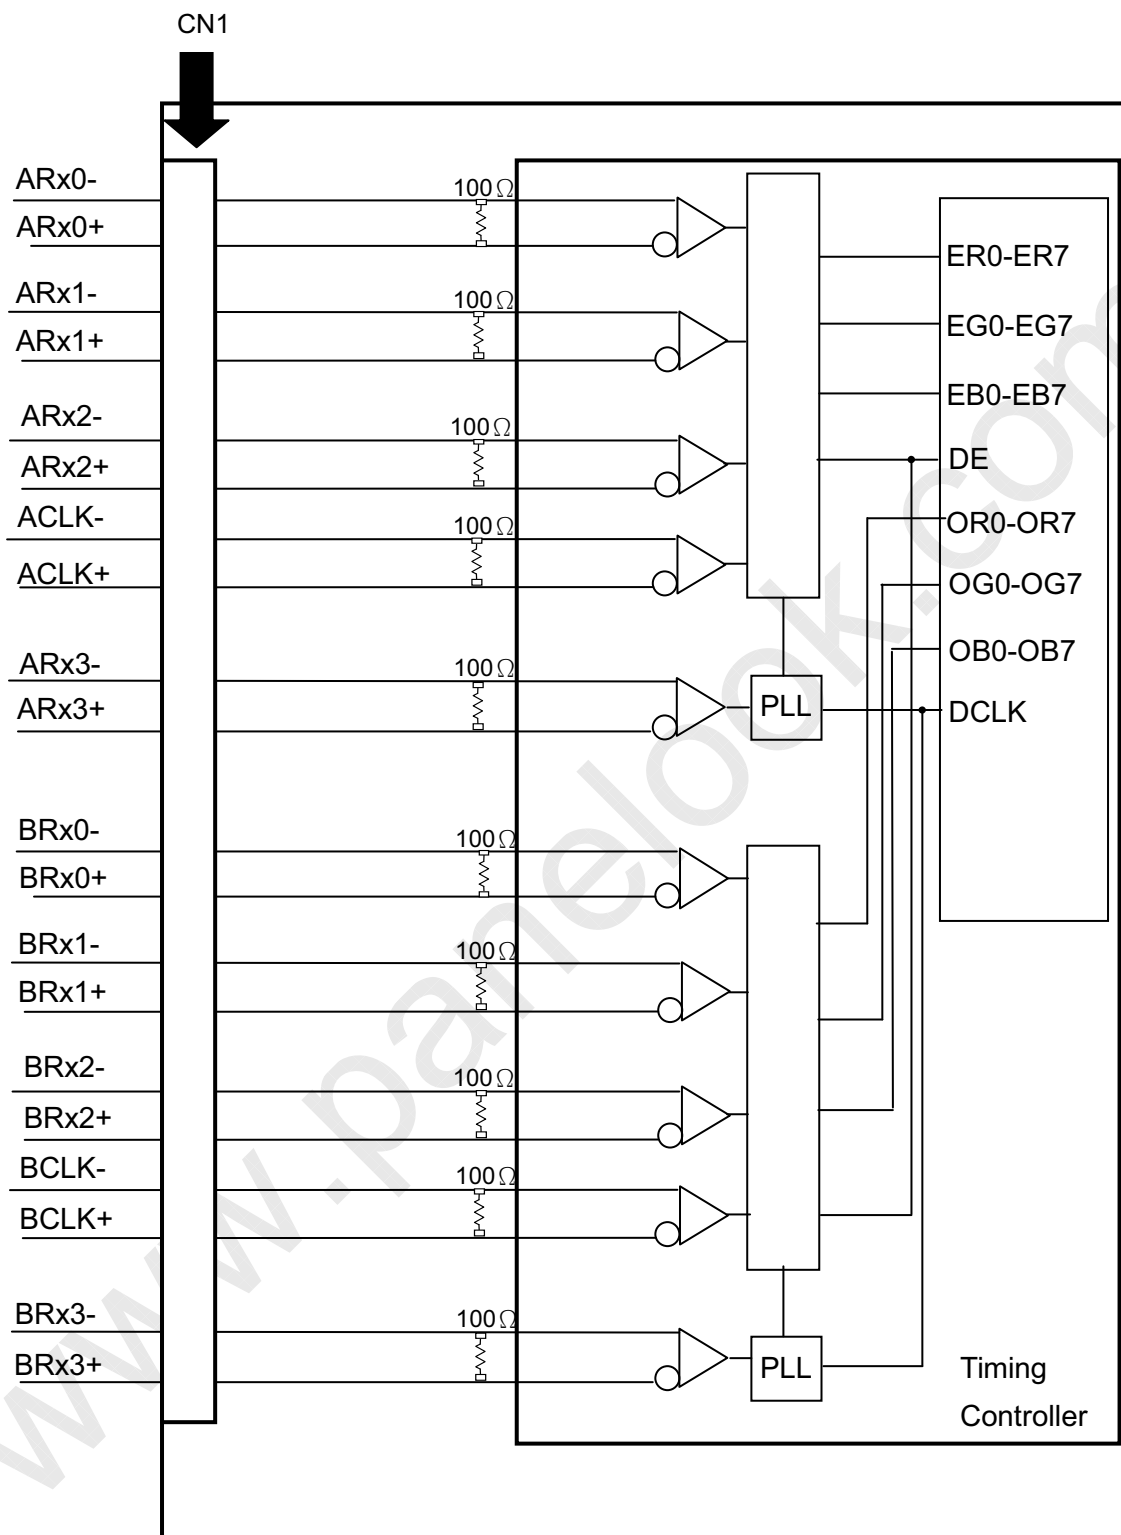 CN1
ARx0-
100Ω
ARx0+
ER0-ER7
ARx1-
100Ω
ARx1+
EG0-EG7
EB0-EB7
ARx2-
100Ω
ARx2+
DE
ACLK-
100Ω
OR0-OR7
ACLK+
OG0-OG7
OB0-OB7
ARx3-
100Ω
ARx3+
PLL
DCLK
BRx0-
100Ω
BRx0+
BRx1-
100Ω
BRx1+
BRx2-
100Ω
BRx2+
BCLK-
100Ω
BCLK+
BRx3-
100Ω
BRx3+
PLL
Timing
Controller
www.panelook.com